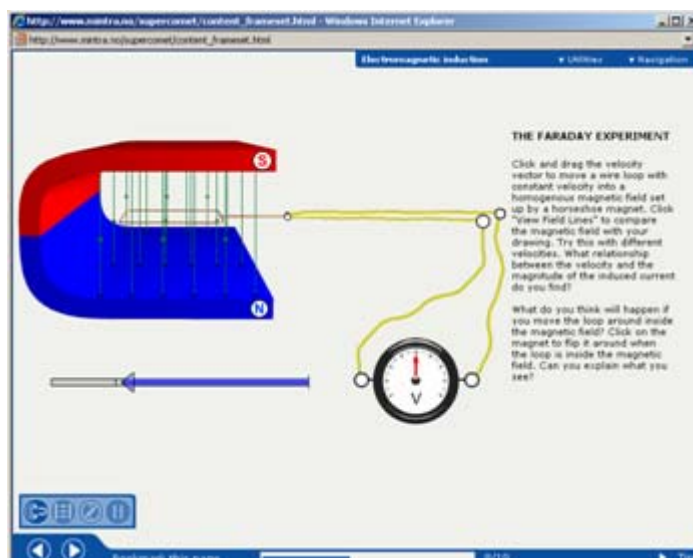 http://www.mintra.no/supercomet/content_frameset.html - Windows Internet Explorer
http://www.mintra.no/supercomet/content_frameset.html
Electromagnetic induction
Utilities
Navigation
THE FARADAY EXPERIMENT
Click and drag the velocity
vector to move a wire loop with
constant velocity into a
homogenous magnetic field set
up by a horseshoe magnet. Click
"View Field Lines" to compare
the magnetic field with your
drawing. Try this with different
velocities. What relationship
between the velocity and the
magnitude of the induced current
do you find?
What do you think will happen if
you move the loop around inside
the magnetic field? Click on the
magnet to flip it around when
the loop is inside the magnetic
field. Can you explain what you
see?
S
N
V
Bookmark this page